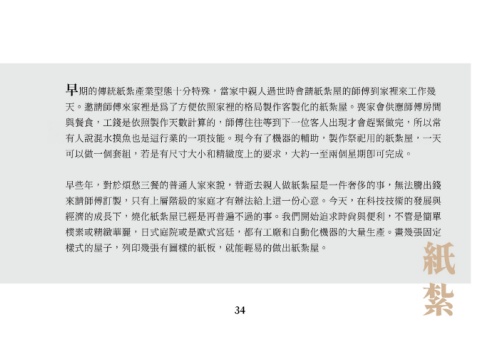 早期的傳統紙紮產業型態十分特殊，當家中親人過世時會請紙紮屋的師傅到家裡來工作幾
天。邀請師傅來家裡是為了方便依照家裡的格局製作客製化的紙紮屋。喪家會供應師傅房間
與餐食，工錢是依照製作天數計算的，師傅往往等到下一位客人出現才會趕緊做完，所以常
有人說混水摸魚也是這行業的一項技能。現今有了機器的輔助，製作祭祀用的紙紮屋，一天
可以做一個套組，若是有尺寸大小和精緻度上的要求，大約一至兩個星期即可完成。
早些年，對於煩愁三餐的普通人家來說，替逝去親人做紙紮屋是一件奢侈的事，無法騰出錢
來請師傅訂製，只有上層階級的家庭才有辦法給上這一份心意。今天，在科技技術的發展與
經濟的成長下，燒化紙紮屋已經是再普遍不過的事。我們開始追求時尚與便利，不管是簡單
樸素或精緻華麗，日式庭院或是歐式宮廷，都有工廠和自動化機器的大量生產。畫幾張固定
樣式的屋子，列印幾張有圖樣的紙板，就能輕易的做出紙紮屋。
紙紮
34